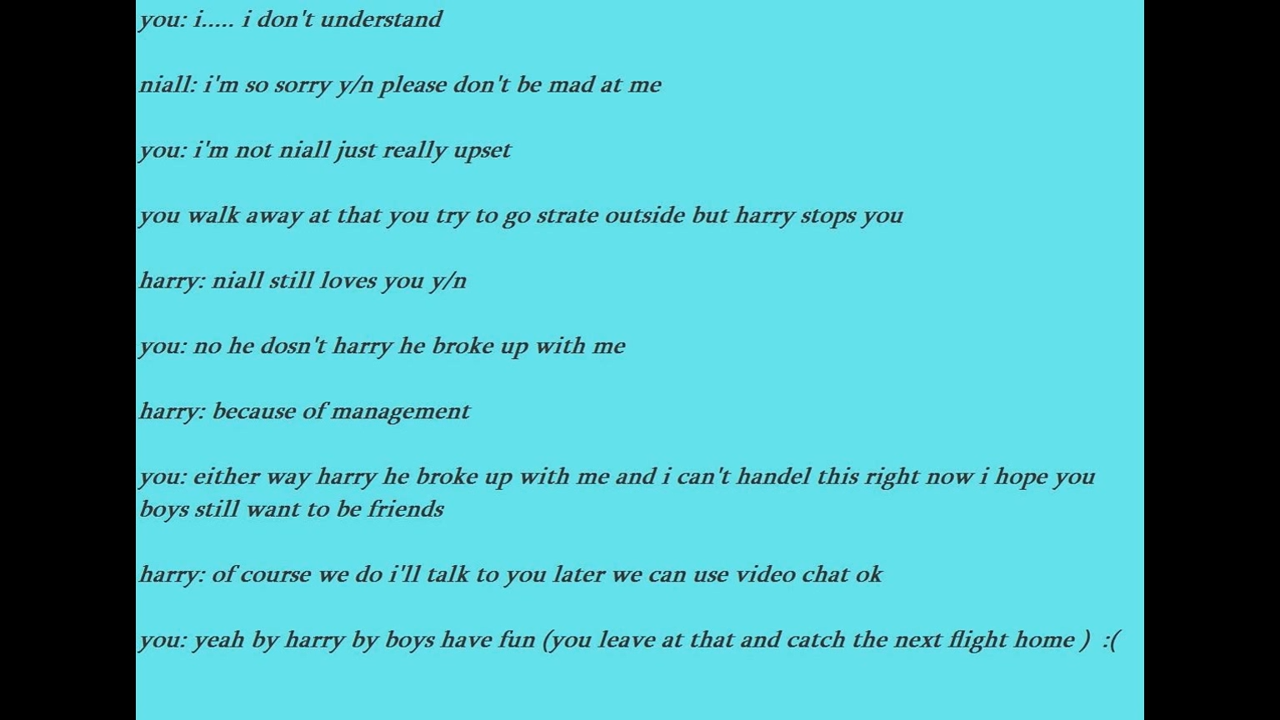 you: i..... i don't understand
niall: i'm so sorry y/n please don't be mad at me
you: i'm not niall just really upset
you walk away at that you try to go strate outside but harry stops you
harry: niall still loves you y/n
you: no he dosn't harry he broke up with me
harry: because of management
you: either way harry he broke up with me and i can't handel this right now i hope you
boys still want to be friends
harry: of course we do i'll talk to you later we can use video chat ok
you: yeah by harry by boys have fun (you leave at that and catch the next flight home )  :(